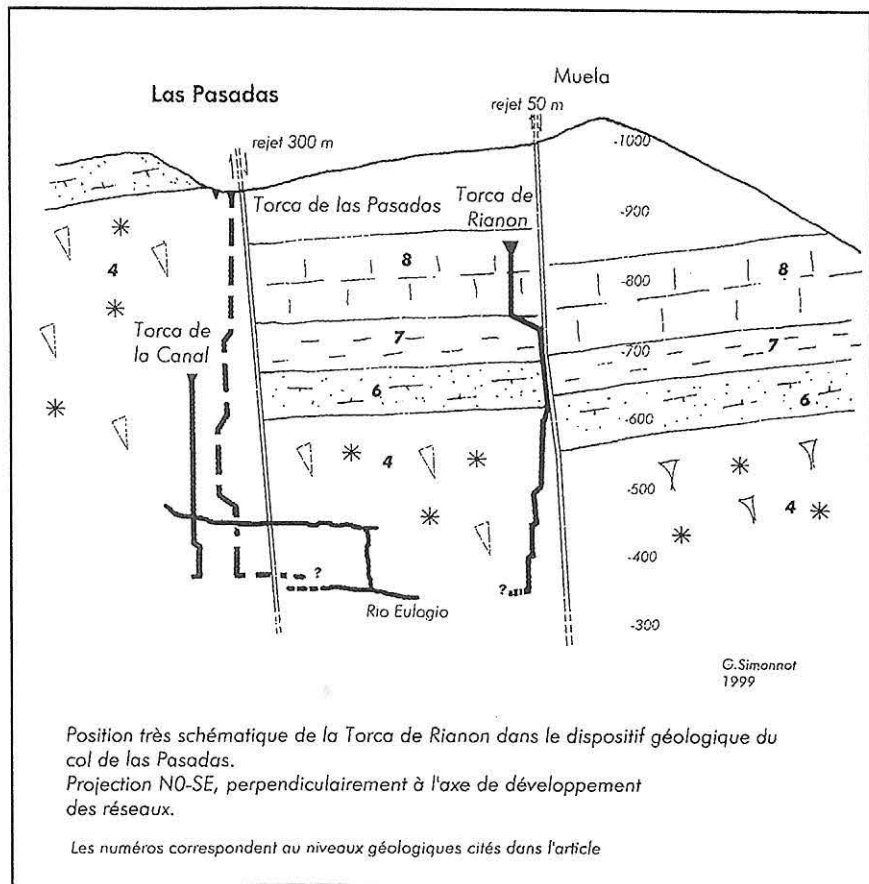 Muela
Las Pasadas
rejet 50 m
rejet 300 m
-1000
Torca de las Pasadas
Torca de
Rianon
-900
4
8
8
-800
Torca de
la Canal
7
-700
7
6
6
-600
4
-500
4
-400
?
?
Rio Eulagio
-300
G.Simonnot
1999
Position très schématique de la Torca de Rianon dans le dispositif géologique du
col de las Pasadas.
Projection N0-SE, perpendiculairement à l'axe de développement
des réseaux.
Les numéros correspondent au niveaux géologiques cités dans l'article